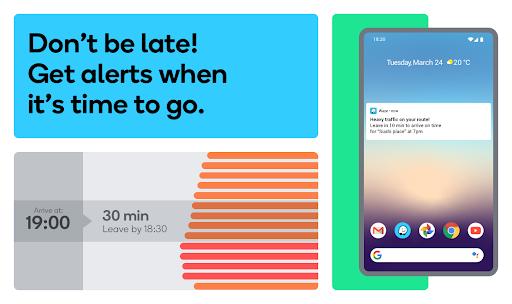 Don't be late!
Get alerts when
it's time to go.
Arrive at:
19:00
30 min
Leave by 18:30
18:20
Tuesday, March 24 20 °C
Waze • now
Heavy traffic on your route!
Leave in 10 min to arrive on time
for "Sushi place" at 7pm